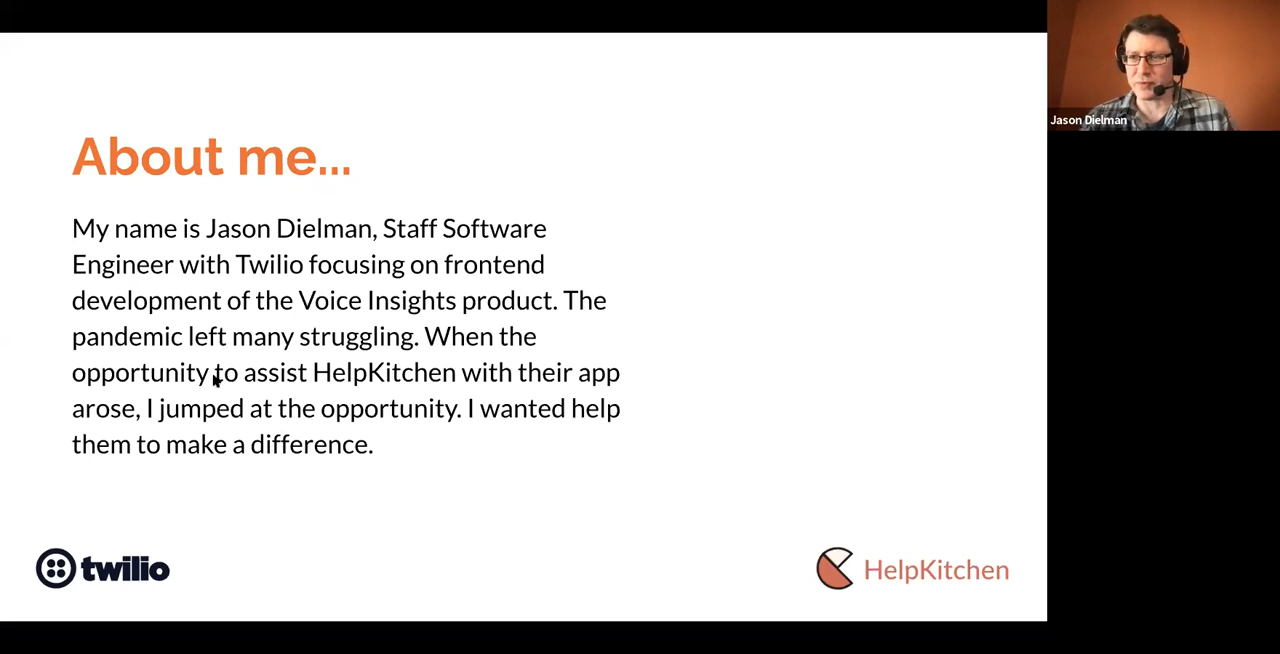 About me...
My name is Jason Dielman, Staff Software
Engineer with Twilio focusing on frontend
development of the Voice Insights product. The
pandemic left many struggling. When the
opportunity to assist HelpKitchen with their app
arose, I jumped at the opportunity. I wanted help
them to make a difference.
twilio
HelpKitchen
Jason Dielman